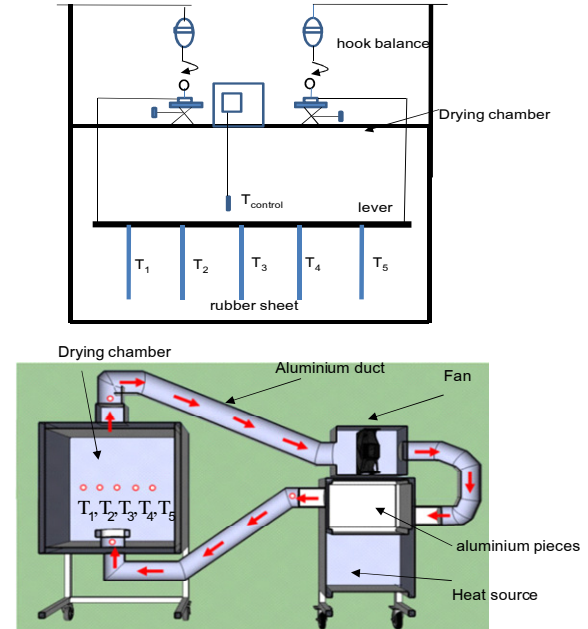 hook balance
Drying chamber
Tcontrol
lever
T1
T2
T3
T4
T5
rubber sheet
Drying chamber
Aluminium duct
Fan
T1,T2,T3,T4,T5
aluminium pieces
Heat source